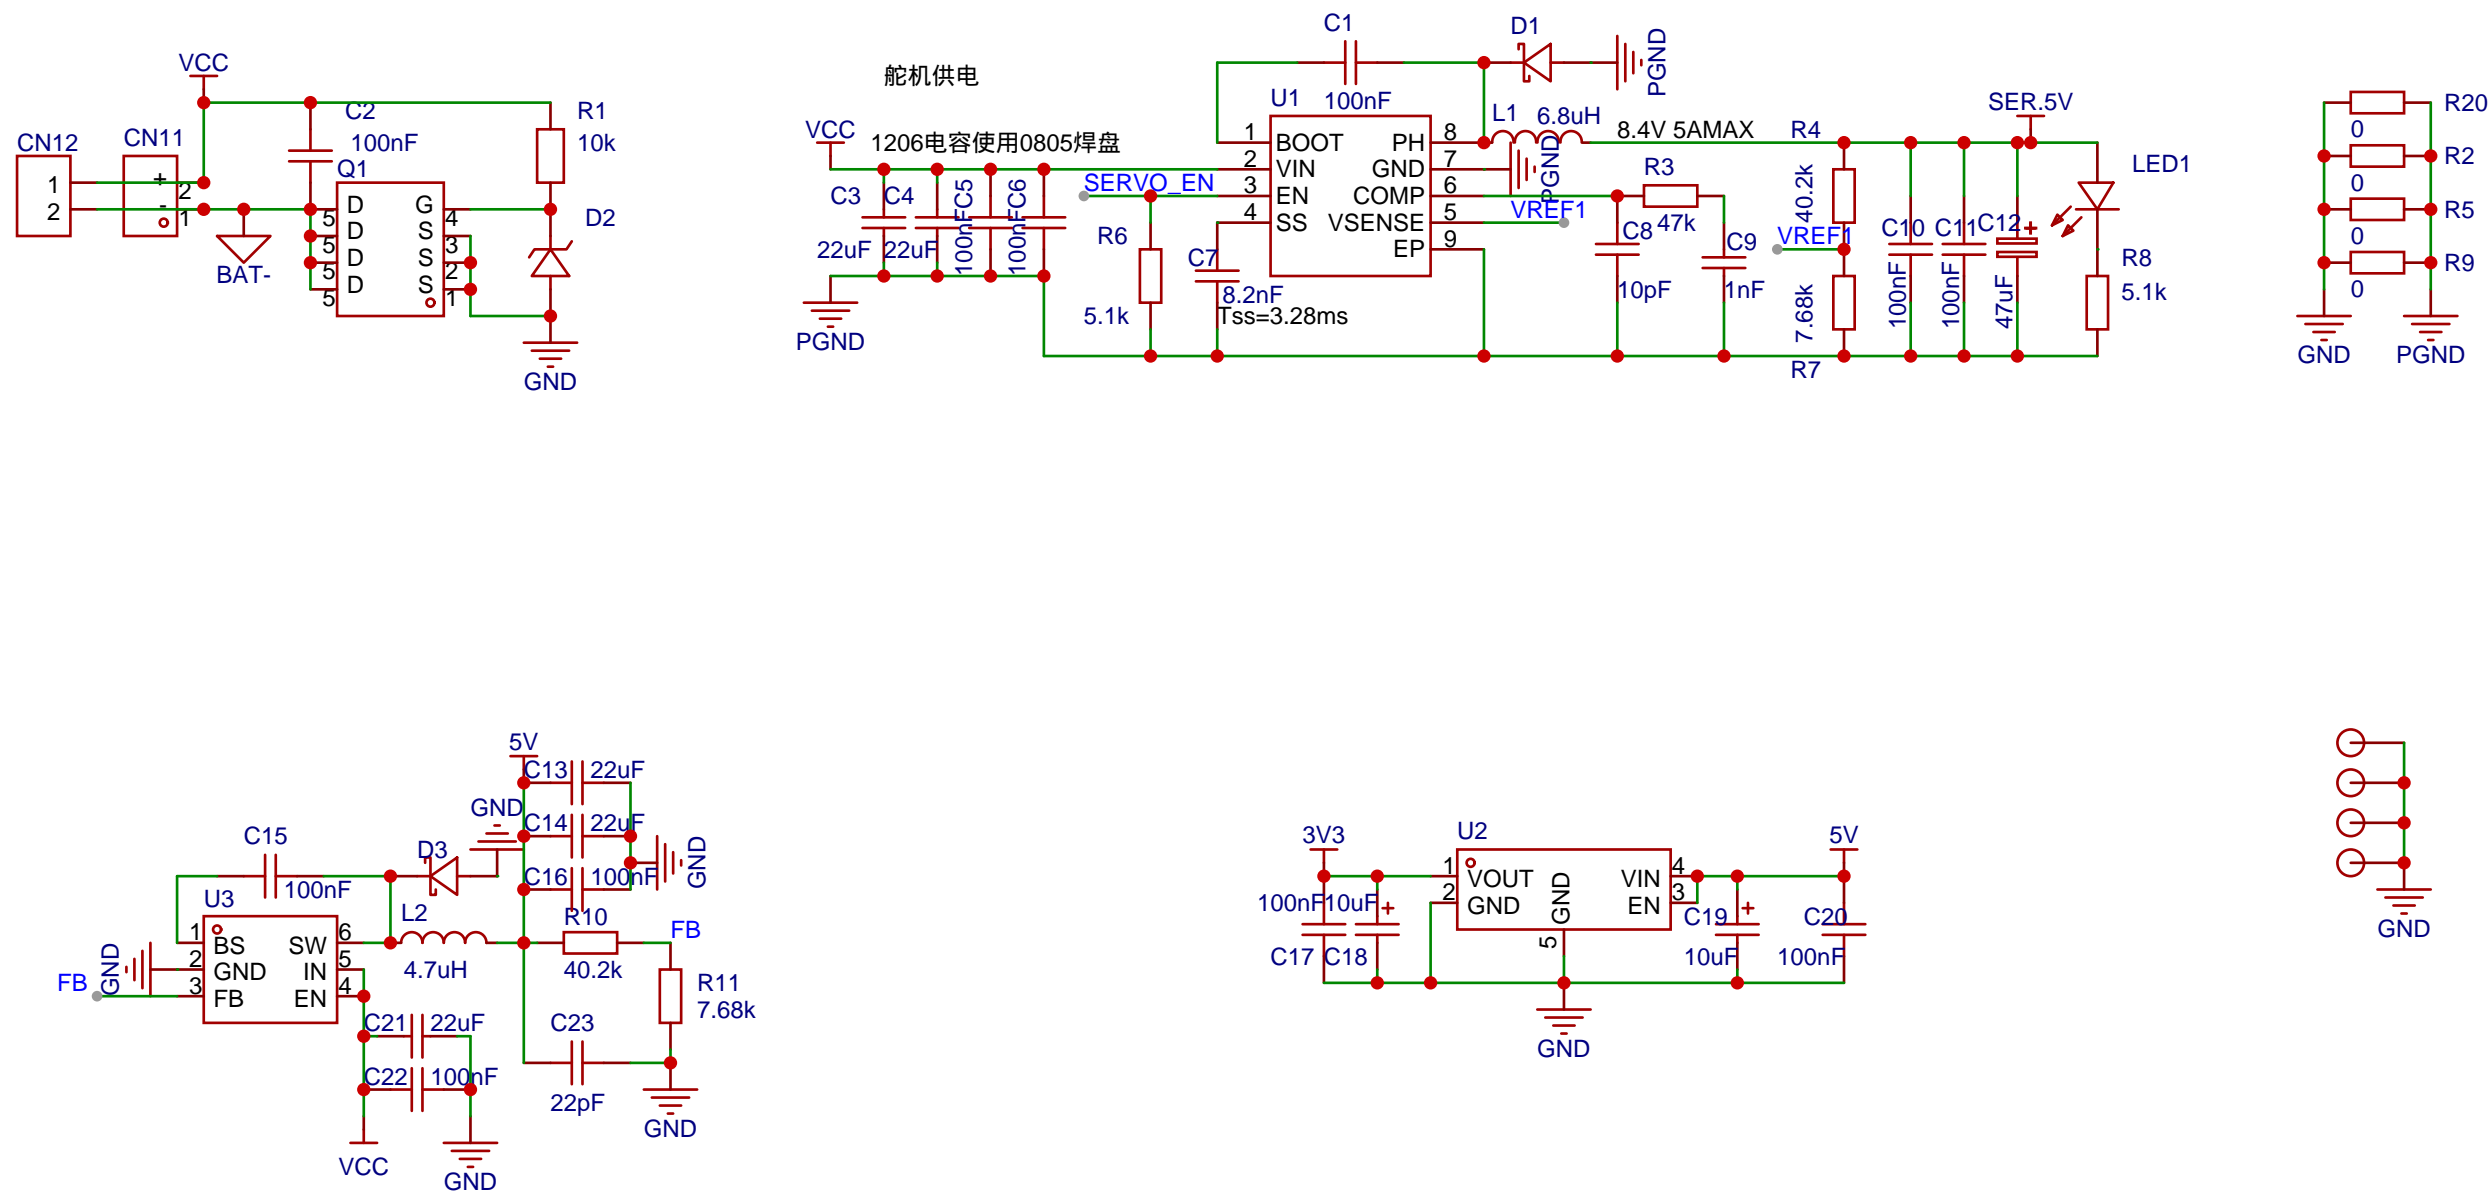 VCC
CN12
CN11
1
2
+
-
2
1
C2
100nF
R1
10k
Q1
D
D
D
D
5
5
5
5
G
S
S
S
4
3
2
1
D2
BAT-
GND
舵机供电
VCC
1206电容使用0805焊盘
C3
C4
C5
C6
22uF
22uF
100nF
100nF
PGND
SERVO_EN
R6
5.1k
C7
8.2nF
Tss=3.28ms
C1
100nF
D1
PGND
U1
1
2
3
4
BOOT
VIN
EN
SS
PH
GND
COMP
VSENSE
EP
8
7
6
5
9
L1
6.8uH
PGND
8.4V 5AMAX
VREF1
R3
47k
C8
10pF
C9
1nF
R4
40.2k
VREF1
7.68k
R7
C10
100nF
C11
100nF
C12
+
47uF
SER.5V
LED1
R8
5.1k
R20
0
R2
0
R5
0
R9
0
GND
PGND
5V
C13
22uF
C14
22uF
C16
100nF
GND
GND
C15
100nF
D3
U3
1
2
3
BS
GND
FB
SW
IN
EN
6
5
4
FB
GND
L2
4.7uH
R10
40.2k
FB
R11
7.68k
C21
22uF
C22
100nF
C23
22pF
VCC
GND
GND
3V3
U2
5V
1
2
VOUT
GND
GND
5
VIN
EN
4
3
100nF
10uF
+
C17
C18
C19
+
10uF
C20
100nF
GND
GND